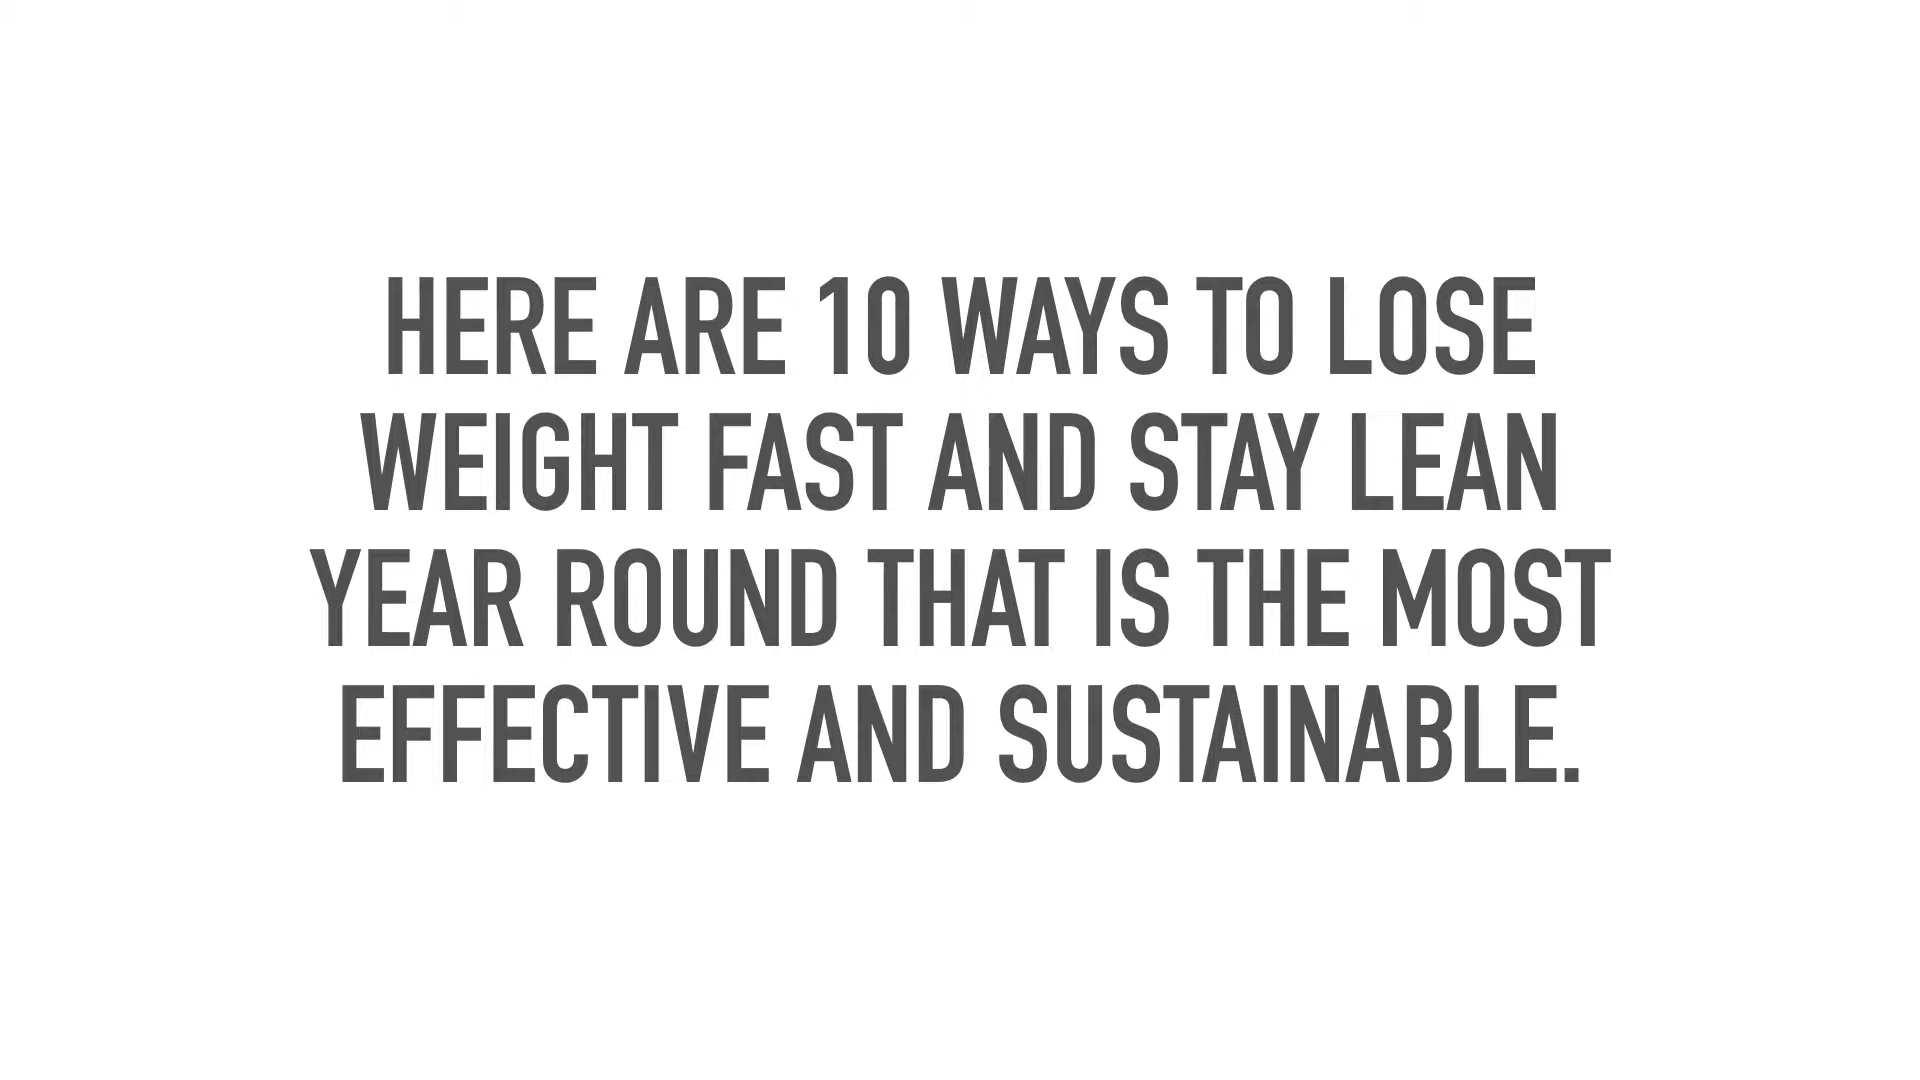 HERE ARE 10 WAYS TO LOSE
WEIGHT FAST AND STAY LEAN
YEAR ROUND THAT IS THE MOST
EFFECTIVE AND SUSTAINABLE.